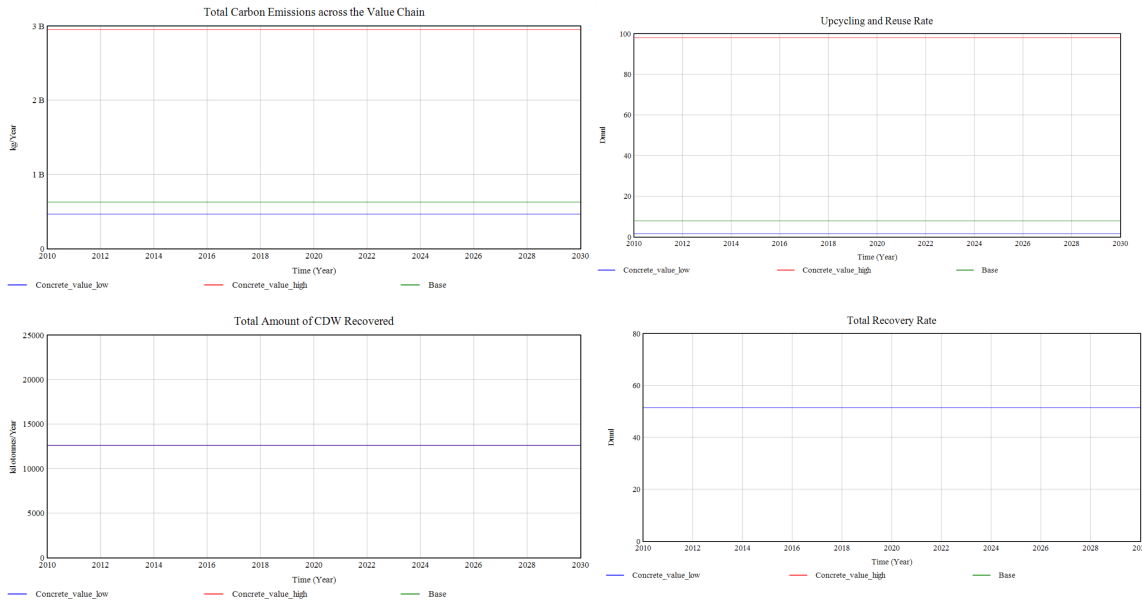 Total Carbon Emissions across the Value Chain
3 B
2 B
1 B
0
kg/Year
2010 2012 2014 2016 2018 2020 2022 2024 2026 2028 2030
Time (Year)
Concrete_value_low Concrete_value_high Base
Upcycling and Reuse Rate
100
80
60
40
20
0
Dmnl
2010 2012 2014 2016 2018 2020 2022 2024 2026 2028 2030
Time (Year)
Concrete_value_low Concrete_value_high Base
Total Amount of CDW Recovered
25000
20000
15000
10000
5000
0
kilotonnes/Year
2010 2012 2014 2016 2018 2020 2022 2024 2026 2028 2030
Time (Year)
Concrete_value_low Concrete_value_high Base
Total Recovery Rate
80
60
40
20
0
Dmnl
2010 2012 2014 2016 2018 2020 2022 2024 2026 2028
Time (Year)
Concrete_value_low Concrete_value_high Base